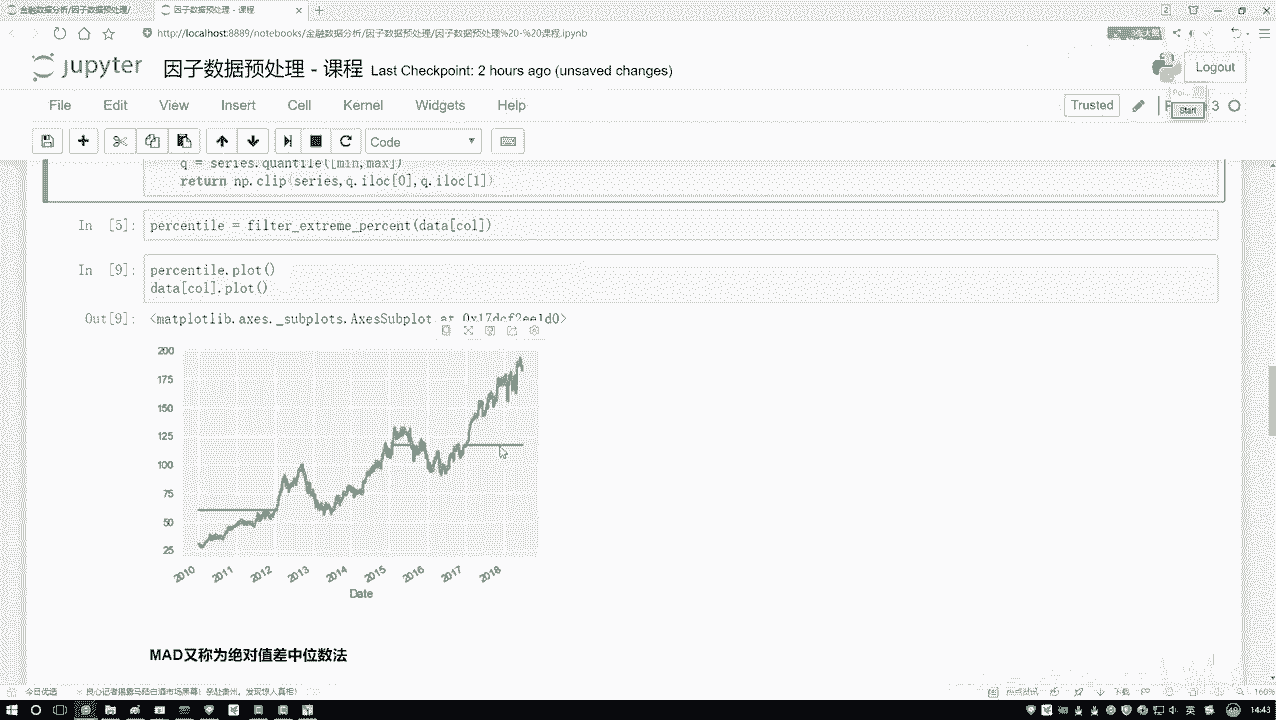 金融数据分析/因子数据预处理/
因子数据预处理 - 课程
http://localhost:8889/notebooks/金融数据分析/因子数据预处理/因子数据预处理%20-%20课程.ipynb
jupyter 因子数据预处理 - 课程 Last Checkpoint: 2 hours ago (unsaved changes)
Logout
File Edit View Insert Cell Kernel Widgets Help
Trusted
3
Start
Code
q = series.quantile([min,max])
return np.clip(series,q.iloc[0],q.iloc[1])
In [5]: percentile = filter_extreme_percent(data[col])
In [9]: percentile.plot()
data[col].plot()
Out[9]: <matplotlib.axes._subplots.AxesSubplot at 0x17dcf2ee1d0>
200
175
150
125
100
75
50
25
2010 2011 2012 2013 2014 2015 2016 2017 2018
Date
MAD又称为绝对值差中位数法
今日优选
下载
160%
英
14:43